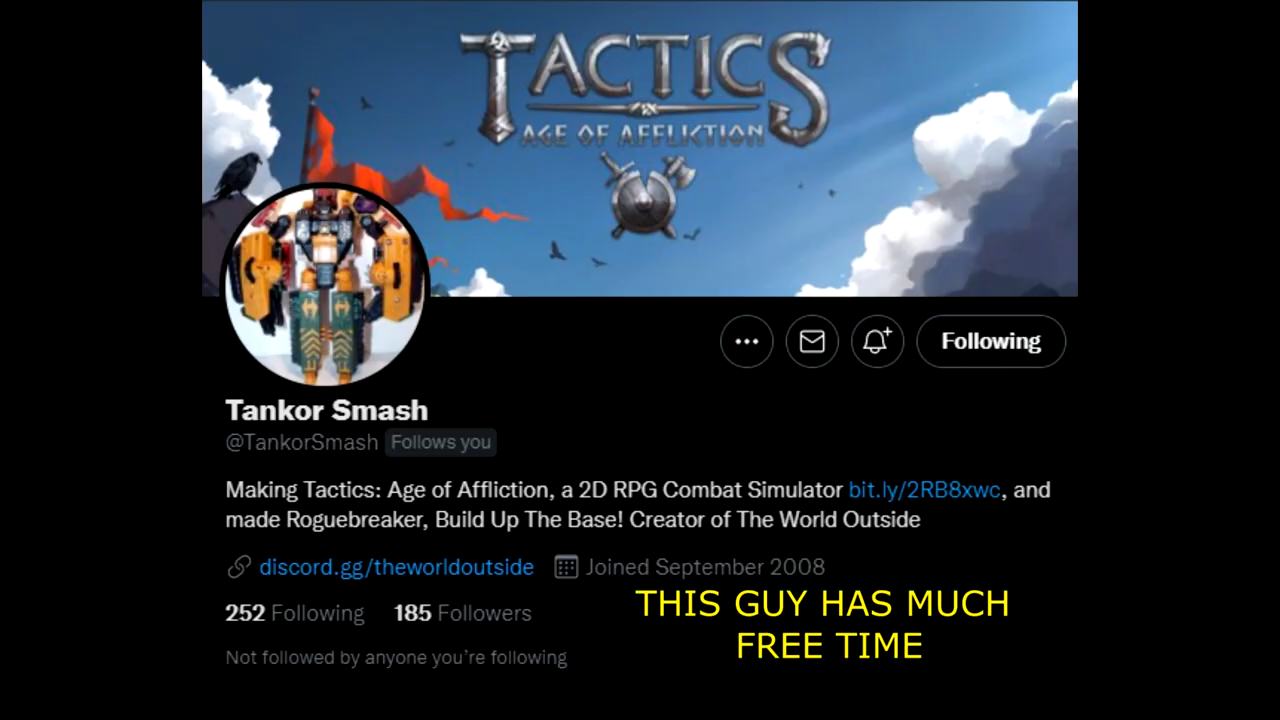 TACTICS
AGE OF AFFLICTION
Following
Tankor Smash
@TankorSmash Follows you
Making Tactics: Age of Affliction, a 2D RPG Combat Simulator bit.ly/2RB8xwc, and
made Roguebreaker, Build Up The Base! Creator of The World Outside
discord.gg/theworldoutside Joined September 2008
252 Following 185 Followers
Not followed by anyone you’re following
THIS GUY HAS MUCH
FREE TIME